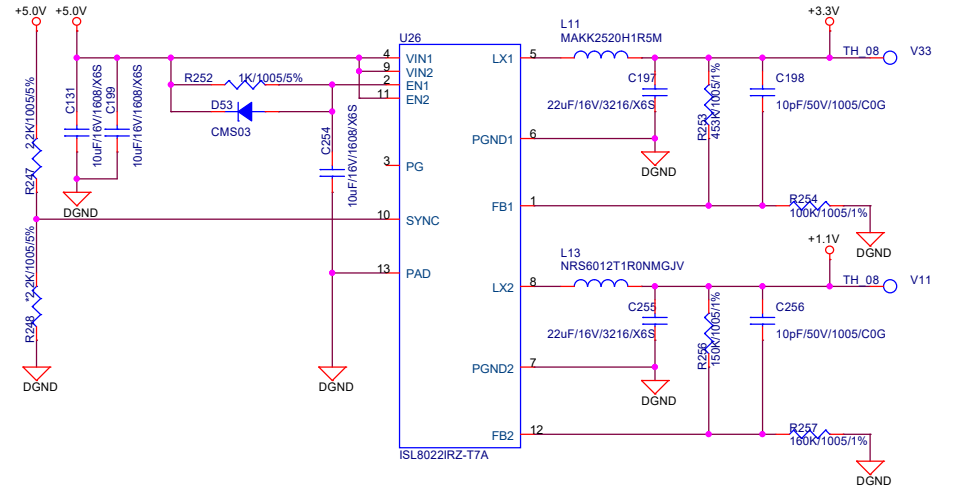 +5.0V
+5.0V
2.2K/1005/5%
R247
C131
10uF/16V/1608/X6S
C199
10uF/16V/1608/X6S
DGND
*2.2K/1005/5%
R248
DGND
R252
1K/1005/5%
D53
CMS03
C254
10uF/16V/1608/X6S
DGND
U26
4
VIN1
9
VIN2
2
EN1
11
EN2
3
PG
10
SYNC
13
PAD
LX1
5
PGND1
6
FB1
1
LX2
8
PGND2
7
FB2
12
ISL8022IRZ-T7A
L11
MAKK2520H1R5M
+3.3V
TH_08
V33
C197
22uF/16V/3216/X6S
DGND
R253
453K/1005/1%
C198
10pF/50V/1005/C0G
R254
100K/1005/1%
DGND
+1.1V
L13
NRS6012T1R0NMGJV
TH_08
V11
C255
22uF/16V/3216/X6S
DGND
R256
150K/1005/1%
C256
10pF/50V/1005/C0G
R257
160K/1005/1%
DGND